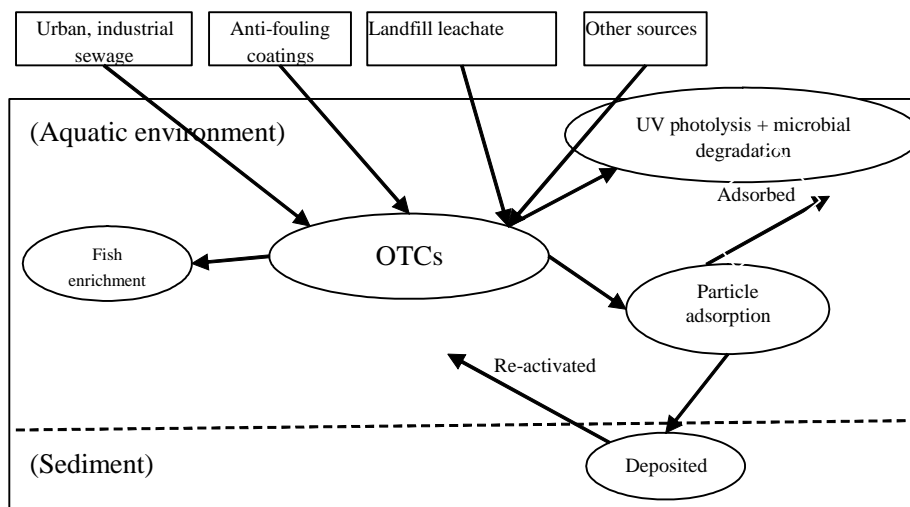 Urban, industrial
sewage
Anti-fouling
coatings
Landfill leachate
Other sources
(Aquatic environment)
UV photolysis + microbial
degradation
Adsorbed
OTCs
Fish
enrichment
Particle
adsorption
Re-activated
(Sediment)
Deposited